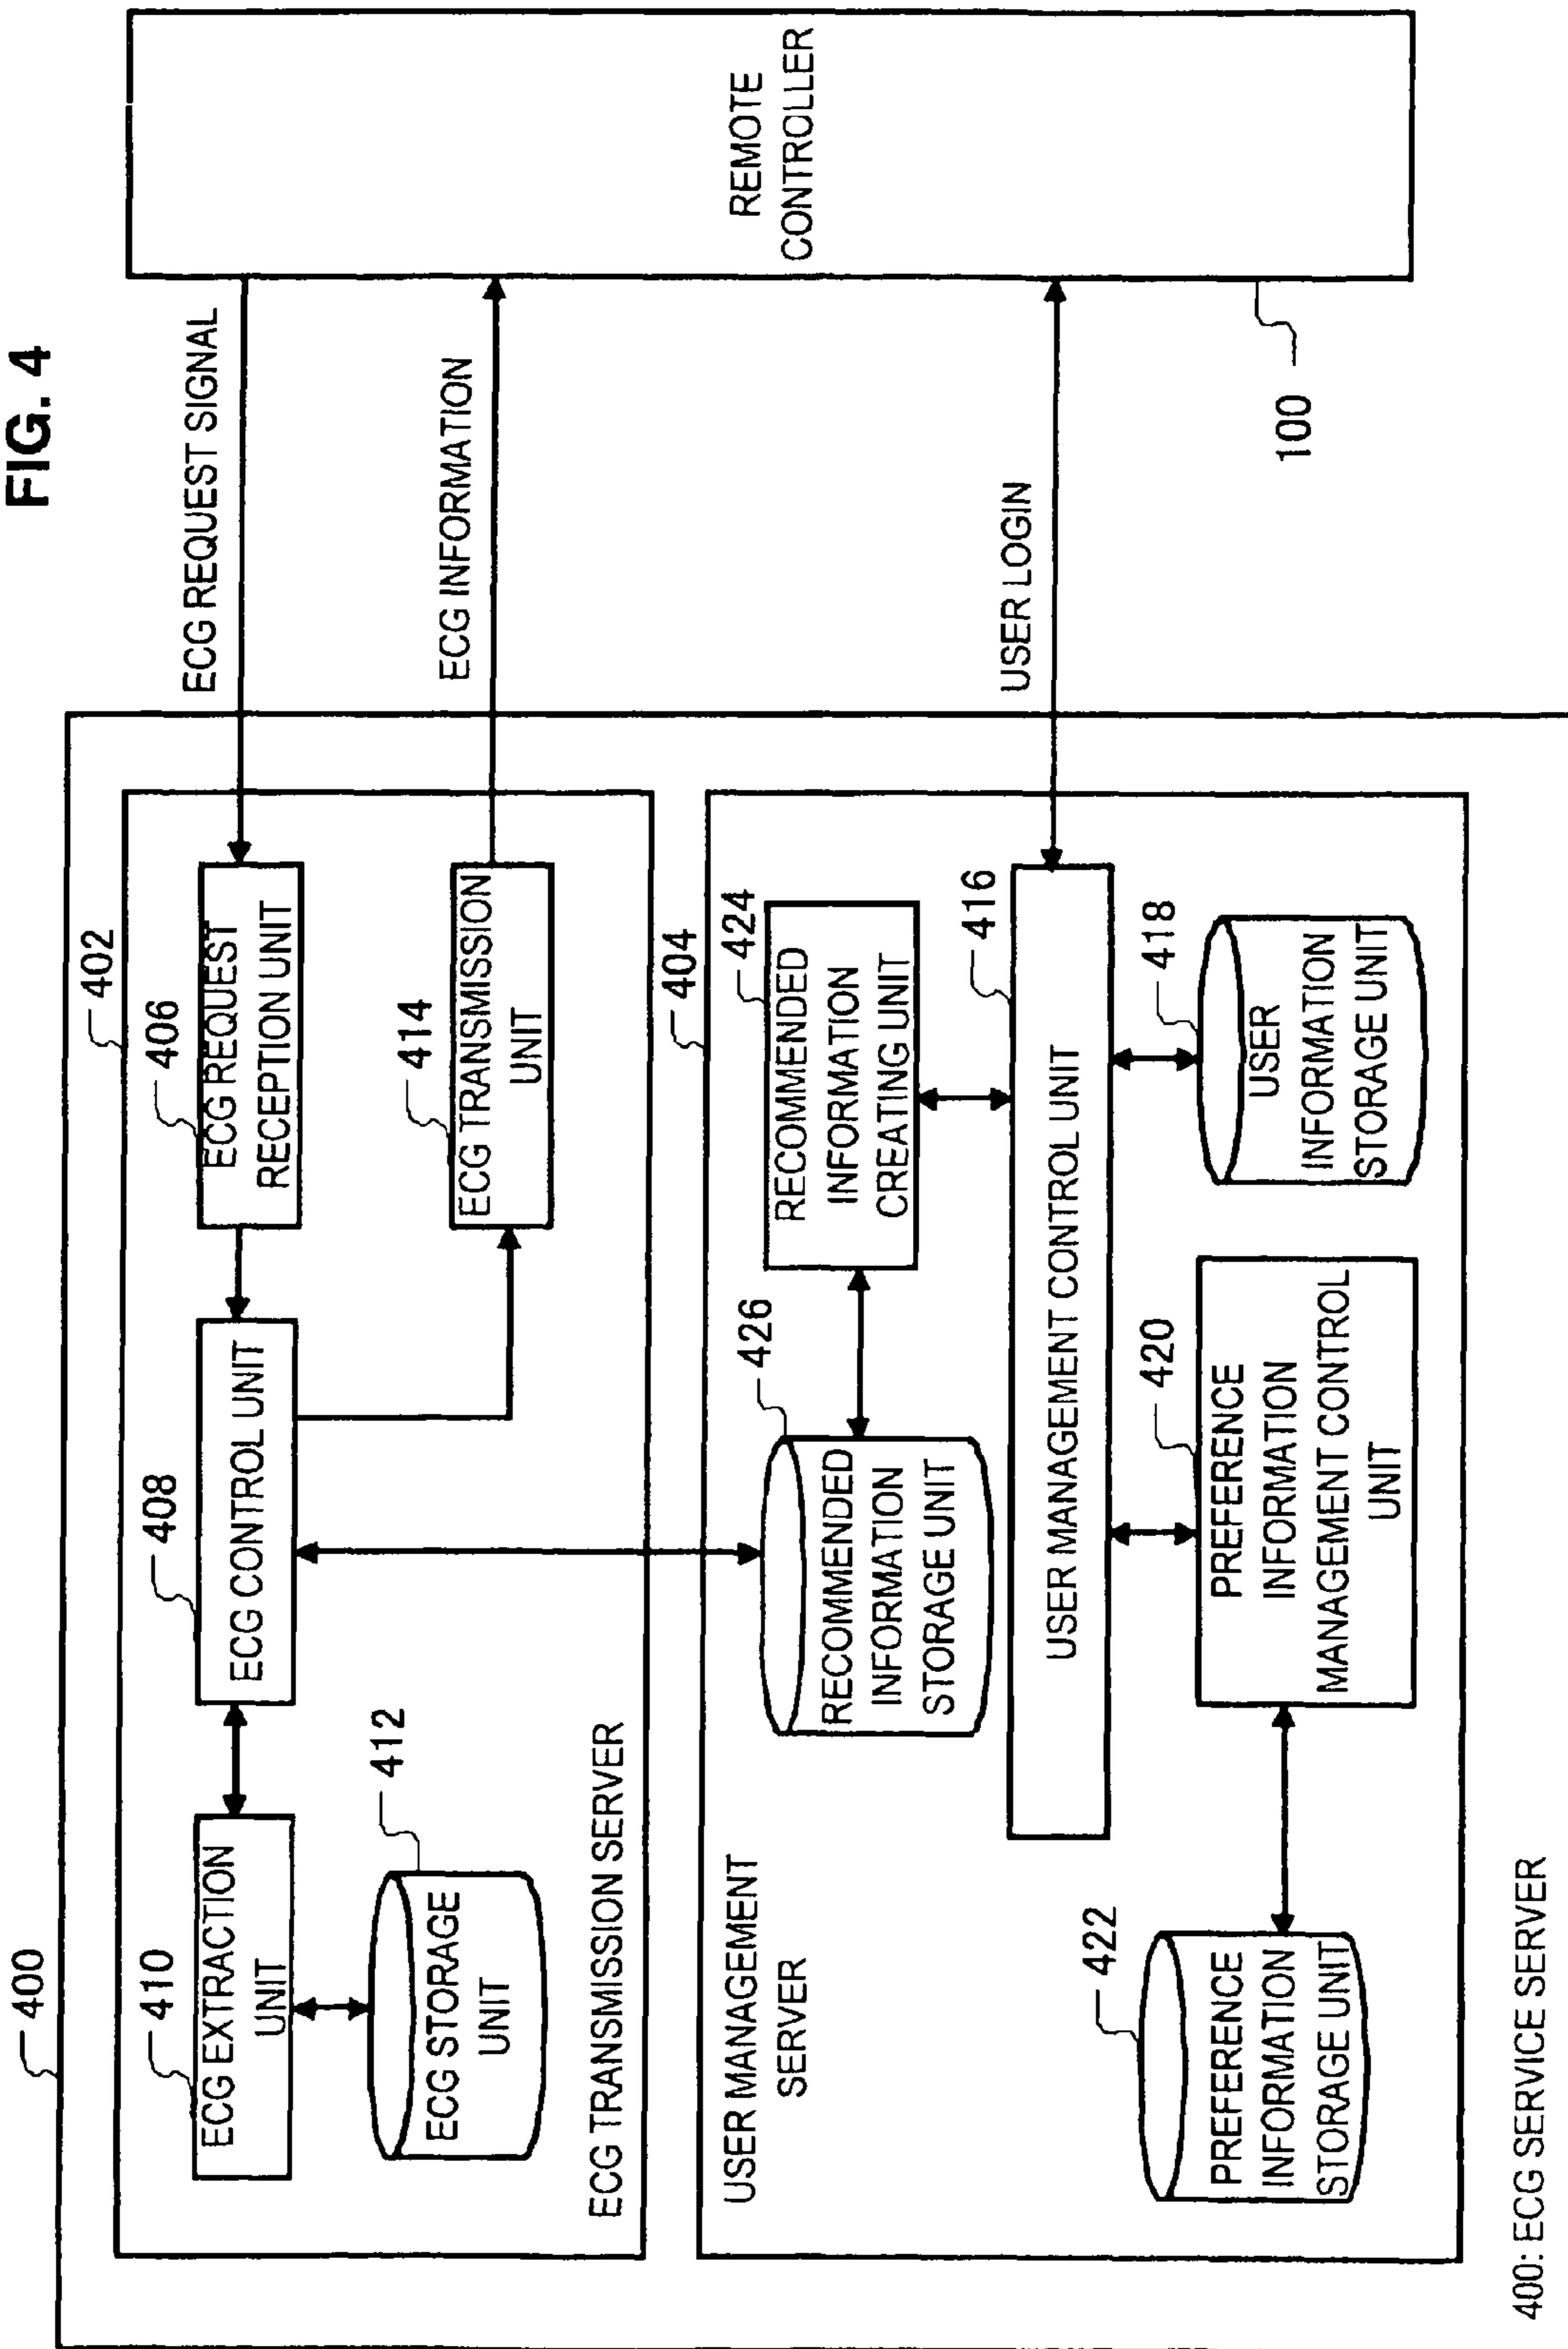 FIG. 4
400
402
410
ECG EXTRACTION
UNIT
408
ECG CONTROL UNIT
406
ECG REQUEST
RECEPTION UNIT
ECG REQUEST SIGNAL
412
ECG STORAGE
UNIT
414
ECG TRANSMISSION
UNIT
ECG INFORMATION
ECG TRANSMISSION SERVER
REMOTE
CONTROLLER
404
USER MANAGEMENT
SERVER
426
RECOMMENDED
INFORMATION
STORAGE UNIT
424
RECOMMENDED
INFORMATION
CREATING UNIT
416
USER MANAGEMENT CONTROL UNIT
USER LOGIN
422
PREFERENCE
INFORMATION
STORAGE UNIT
420
PREFERENCE
INFORMATION
MANAGEMENT CONTROL
UNIT
418
USER
INFORMATION
STORAGE UNIT
100
400: ECG SERVICE SERVER